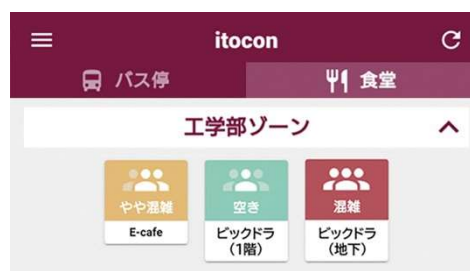 itocon
バス停
食堂
工学部ゾーン
やや混雑
空き
混雑
E-cafe
ビックドラ
(1階)
ビックドラ
(地下)